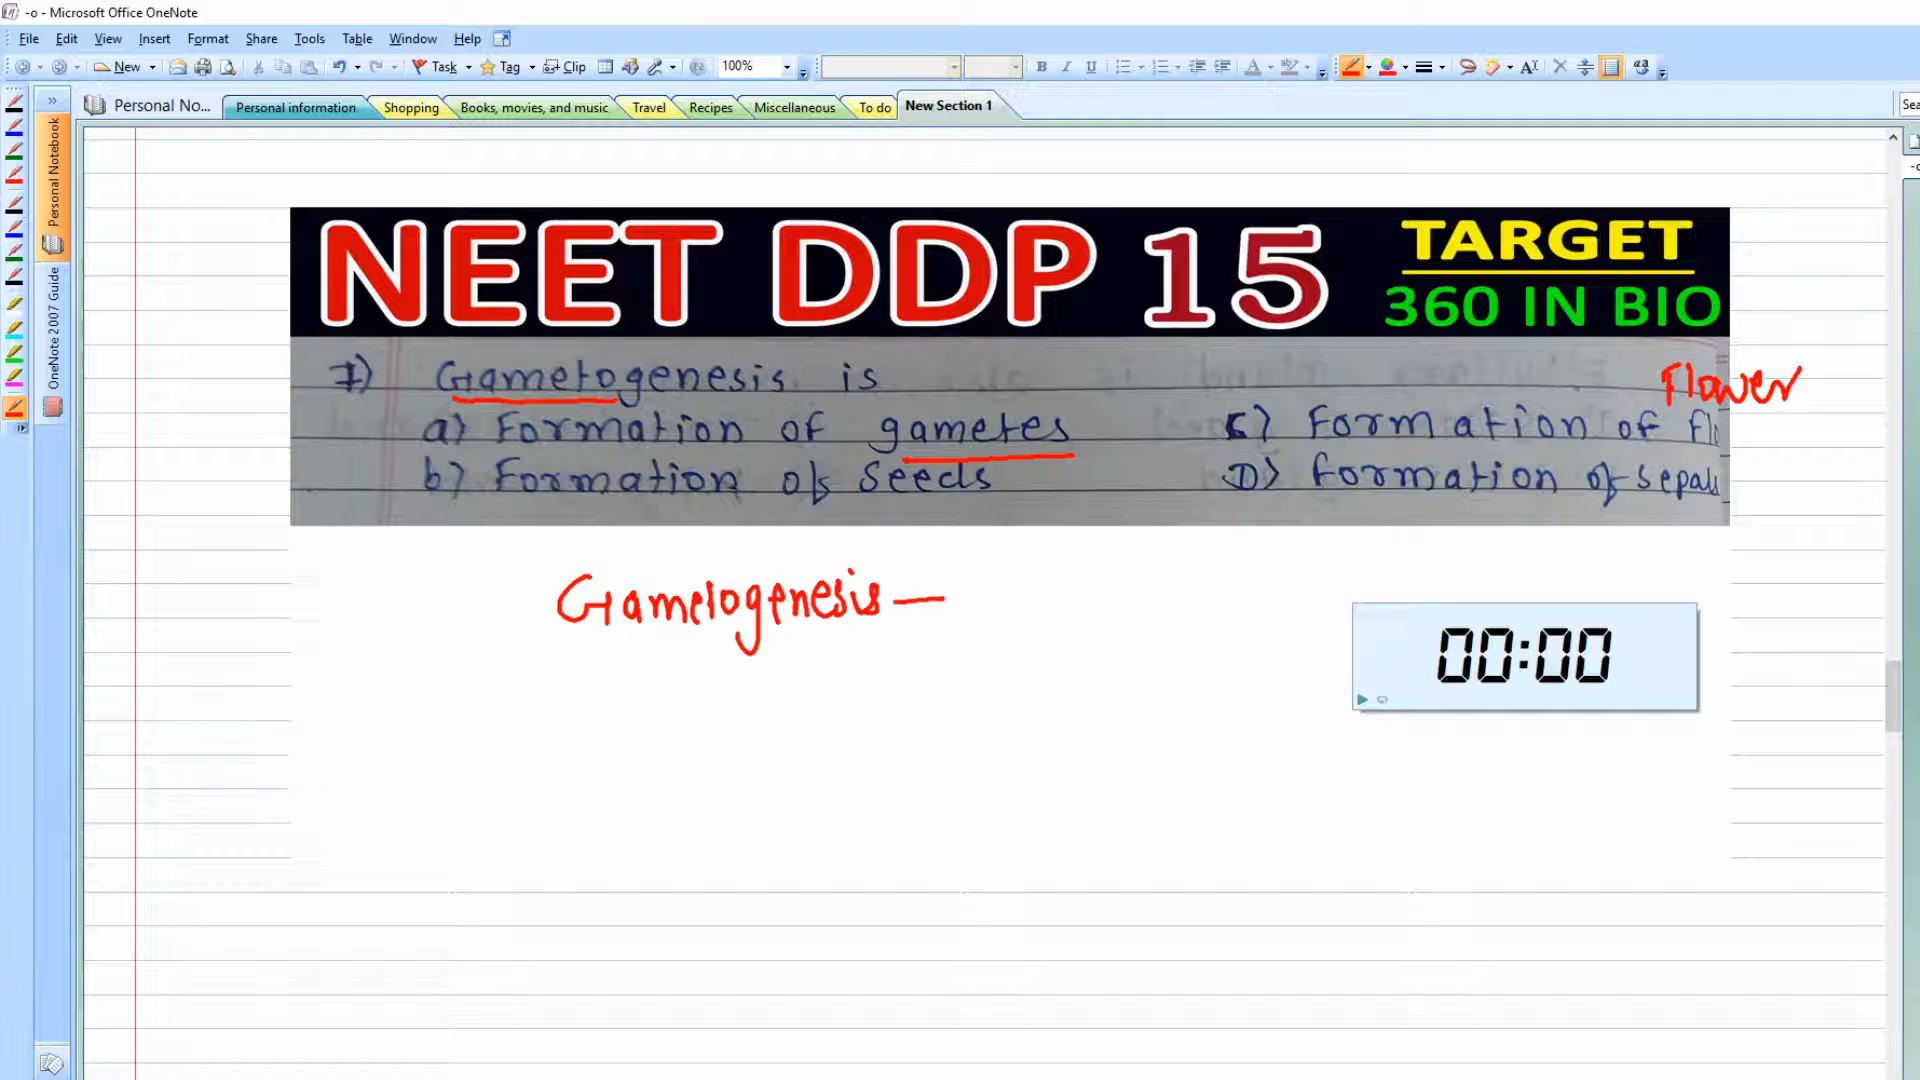 -o - Microsoft Office OneNote
File Edit View Insert Format Share Tools Table Window Help
New Task Tag Clip 100% B I U
Personal No... Personal information Shopping Books, movies, and music Travel Recipes Miscellaneous To do New Section 1 Sea
Personal Notebook
OneNote 2007 Guide
NEET DDP 15 TARGET
360 IN BIO
7) Gametogenesis is
Flower
a) Formation of gametes c) Formation of fl
b) Formation of Seeds D) Formation of sepals
Gametogenesis —
00:00